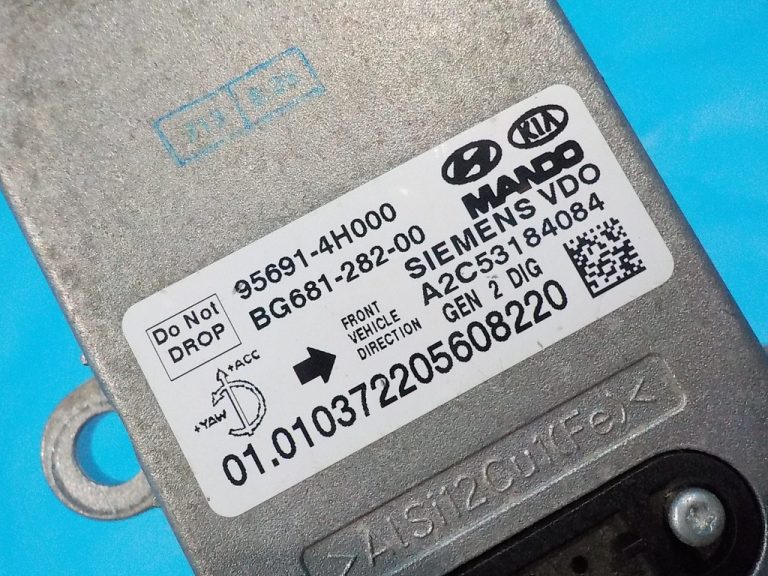 KIA
MANDO
SIEMENS VDO
A2C53184084
GEN 2 DIG
95691-4H000
BG681-282-00
Do Not
DROP
FRONT
VEHICLE
DIRECTION
+ACC
+YAW
01.010372205608220
>AlSi12Cu1(Fe)<